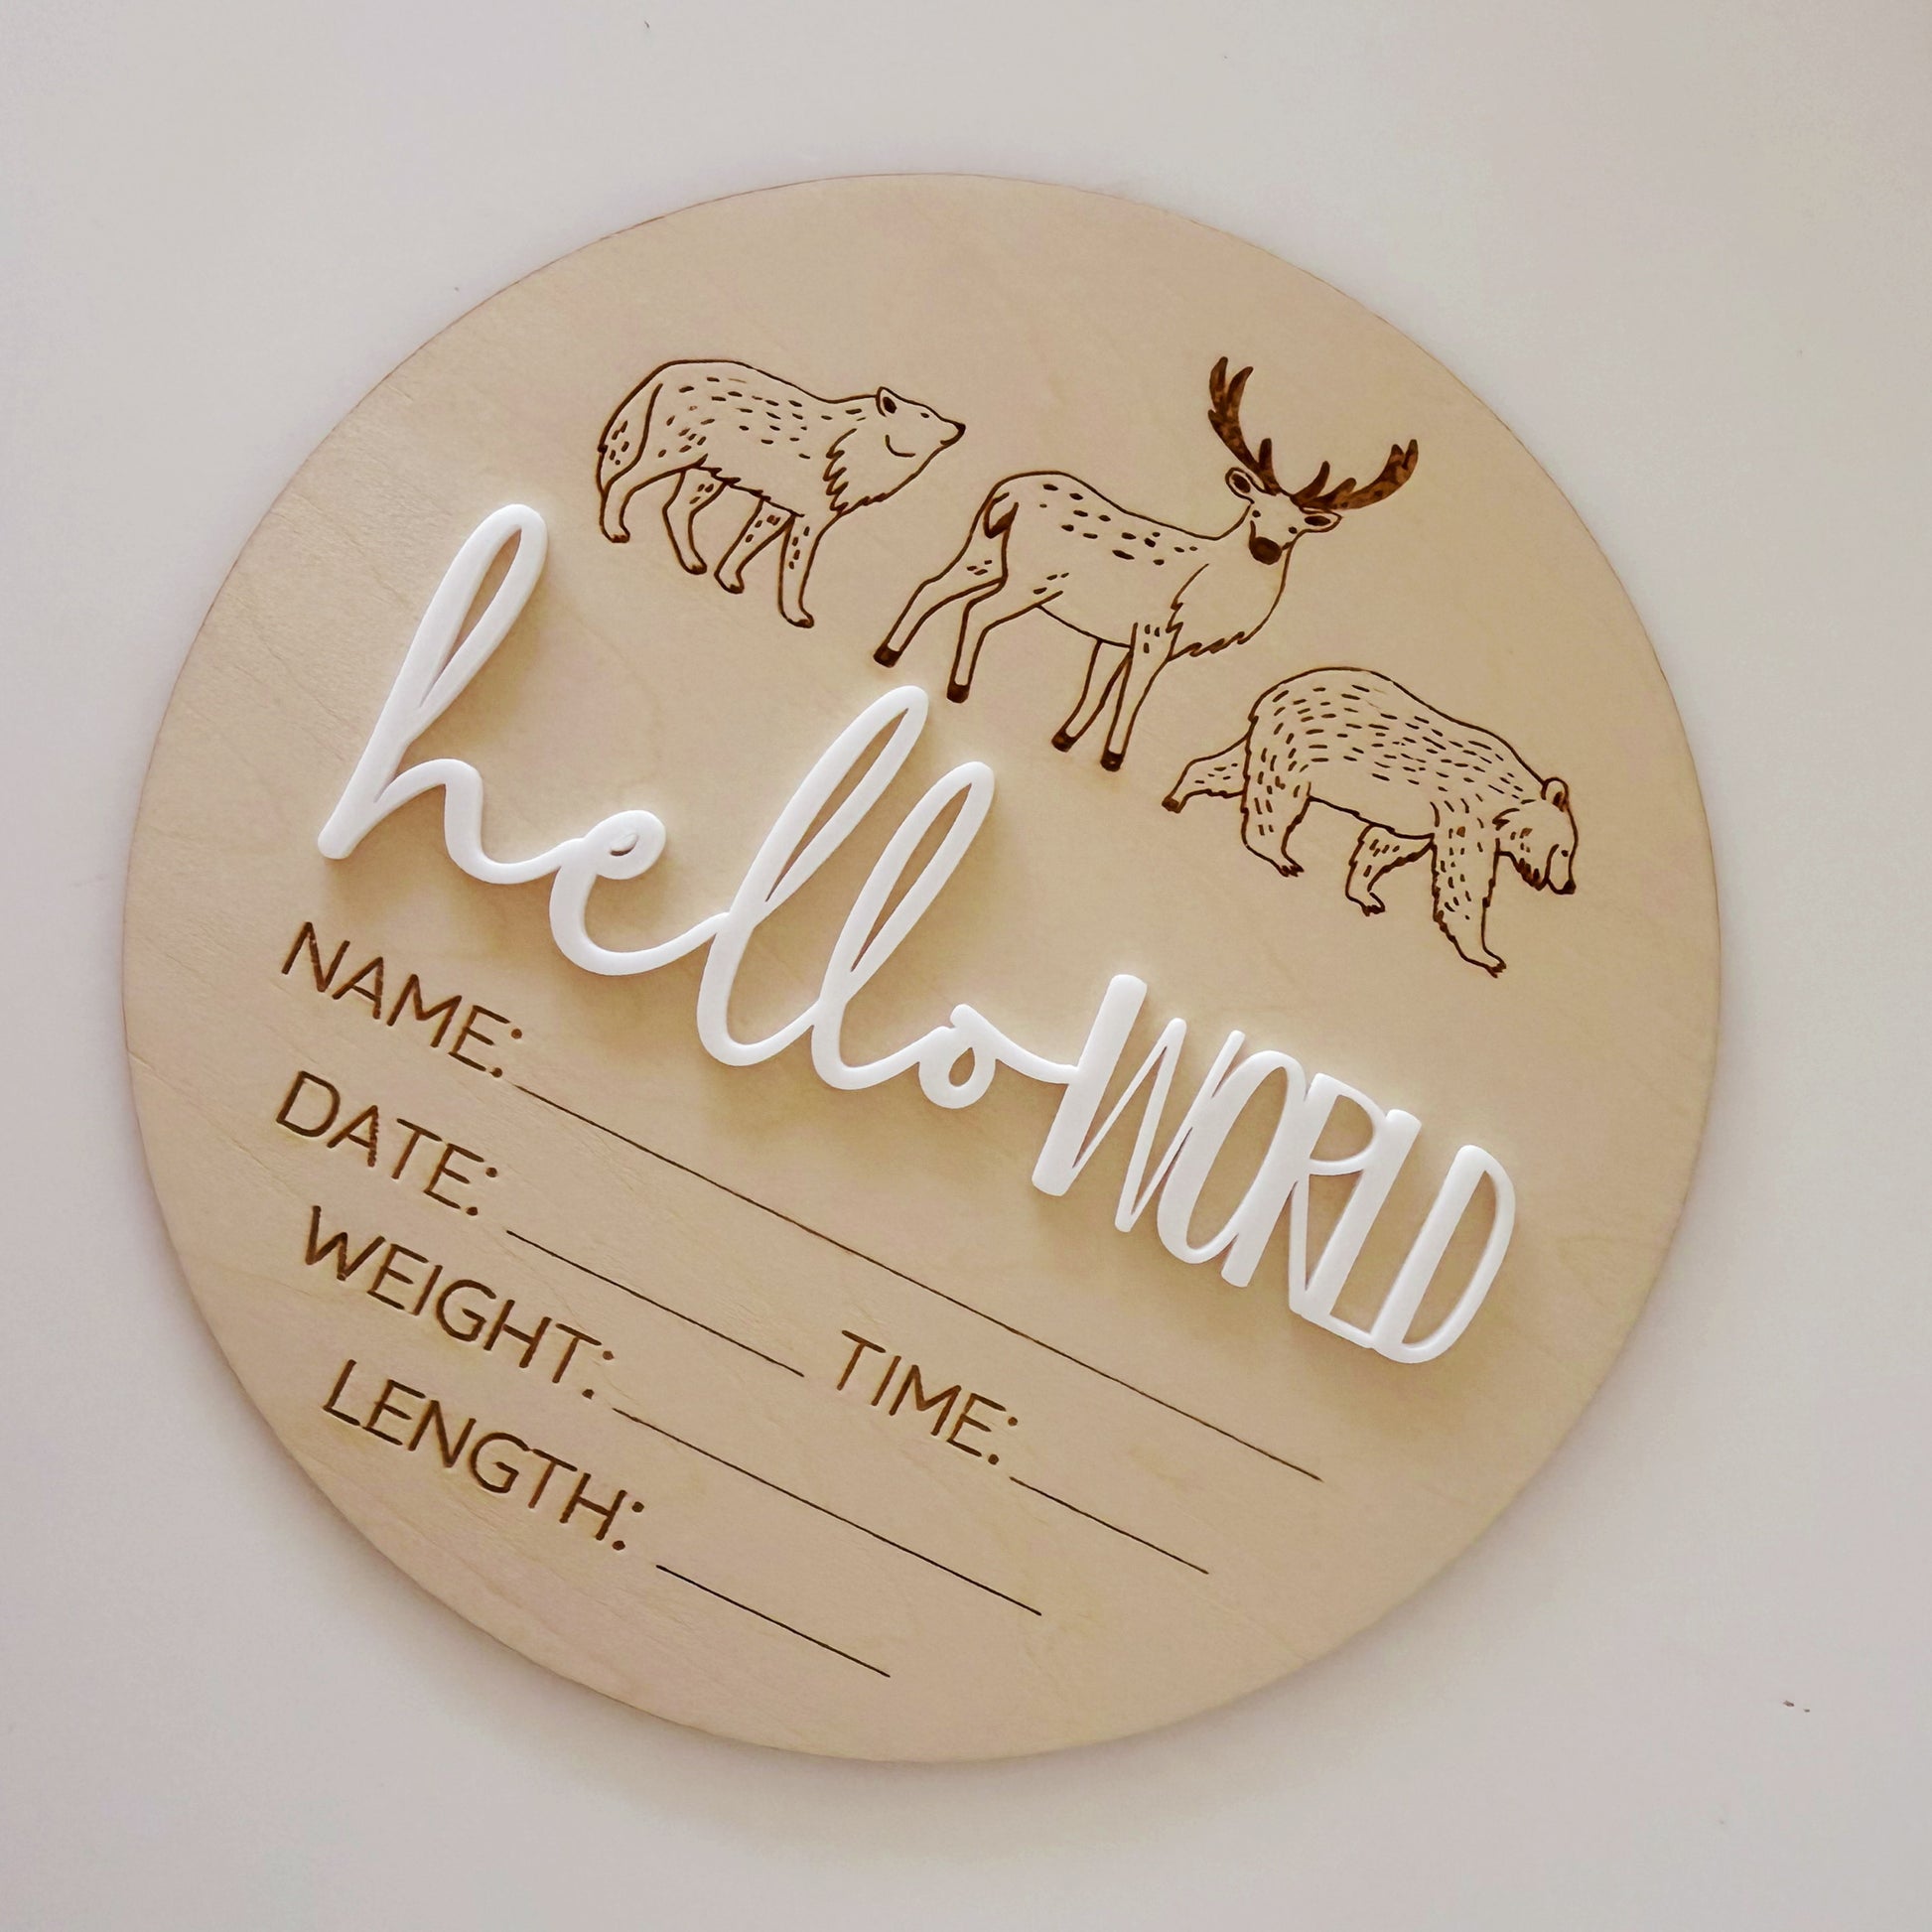 hello WORLD
NAME:
DATE: TIME:
WEIGHT:
LENGTH: